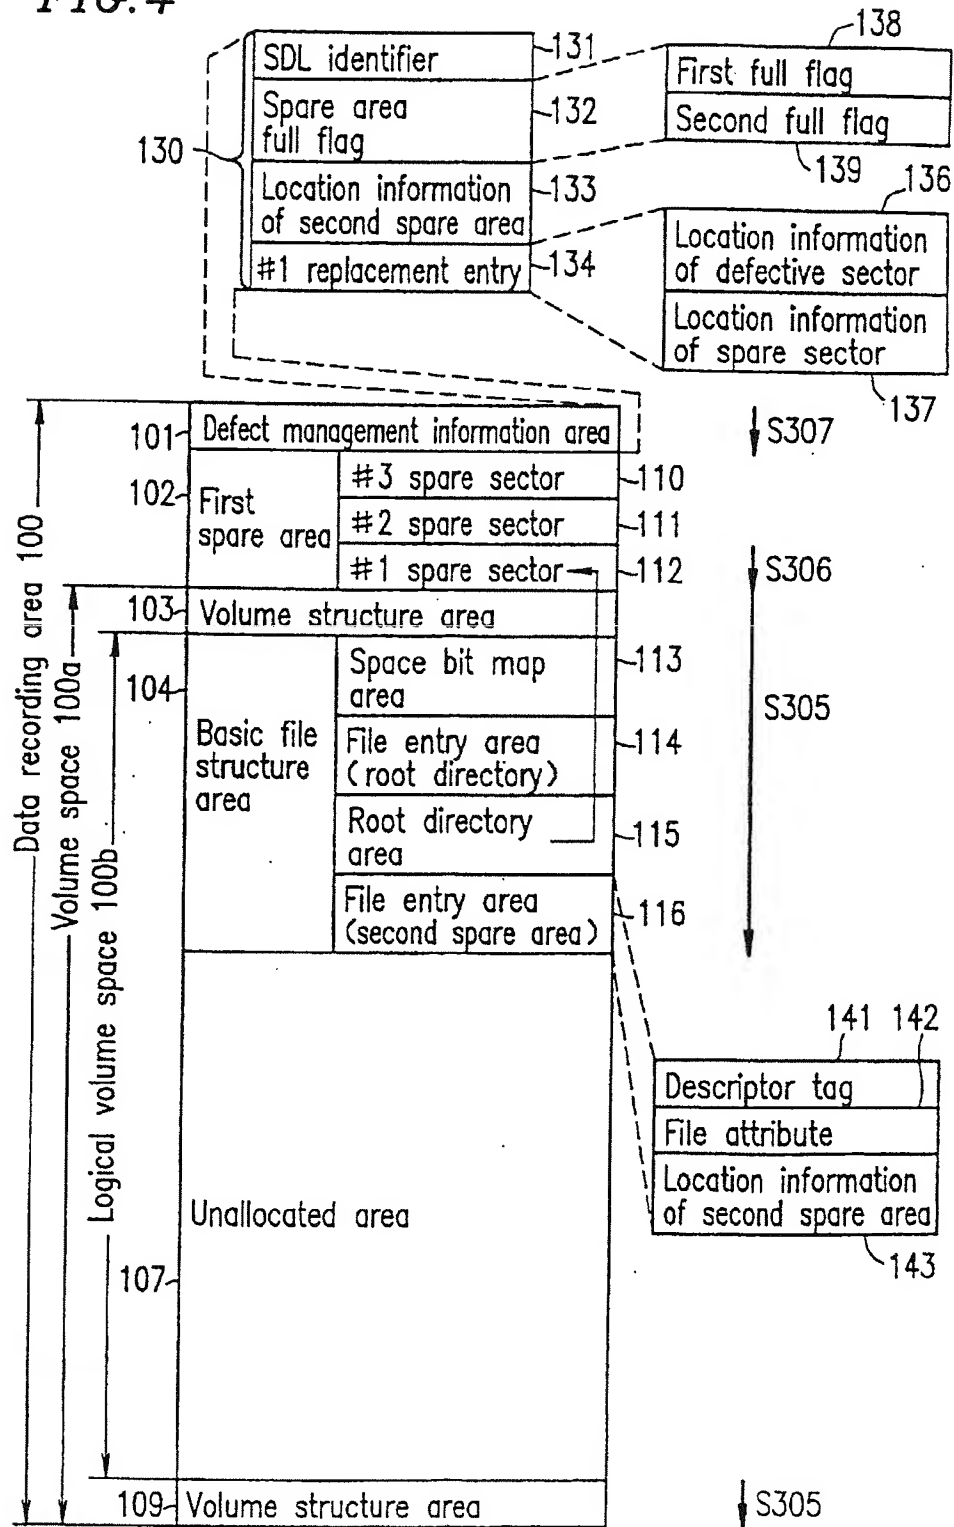 FIG. 4
138
131
SDL identifier
First full flag
Spare area
full flag
132
Second full flag
130
139
136
Location information
of second spare area
133
Location information
of defective sector
#1 replacement entry
134
Location information
of spare sector
137
101
Defect management information area
S307
102
First
spare area
#3 spare sector
110
#2 spare sector
111
#1 spare sector
112
S306
103
Volume structure area
104
Basic file
structure
area
Space bit map
area
113
S305
File entry area
(root directory)
114
Root directory
area
115
File entry area
(second spare area)
116
Data recording area 100
Volume space 100a
Logical volume space 100b
141 142
Descriptor tag
File attribute
Location information
of second spare area
143
Unallocated area
107
109
Volume structure area
S305